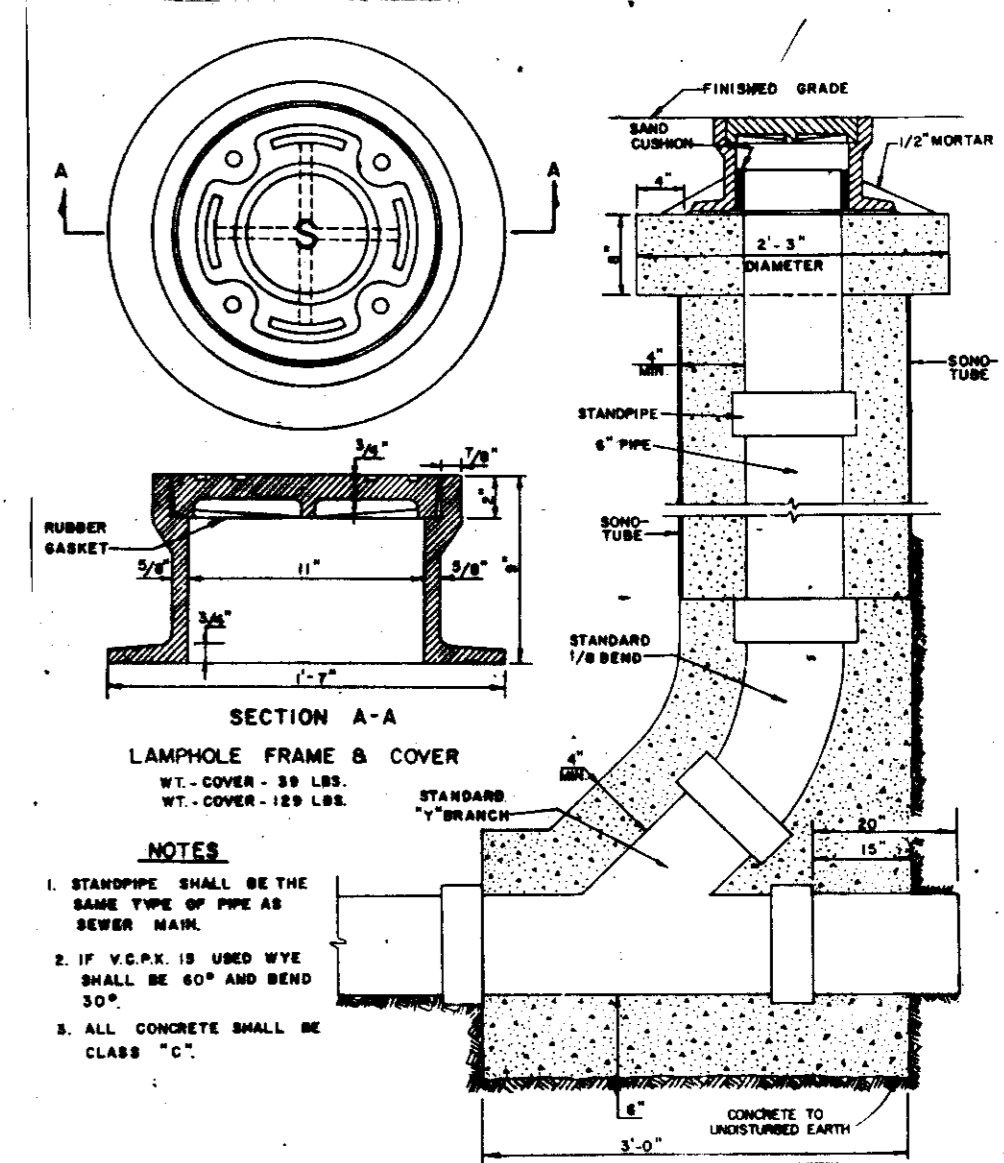 A
A
S
3/4"
7/8"
2"
RUBBER
GASKET
5/8"
11"
5/8"
8"
3/4"
1'-7"
SECTION A-A
LAMPHOLE FRAME & COVER
WT.-COVER - 39 LBS.
WT.-COVER - 129 LBS.
NOTES
1. STANDPIPE SHALL BE THE
SAME TYPE OF PIPE AS
SEWER MAIN.
2. IF V.C.P.X. IS USED WYE
SHALL BE 60° AND BEND
30°.
3. ALL CONCRETE SHALL BE
CLASS "C".
FINISHED GRADE
SAND
CUSHION
1/2" MORTAR
4"
2'-3"
DIAMETER
4"
MIN
SONO-
TUBE
STANDPIPE
6" PIPE
SONO-
TUBE
STANDARD
1/8 BEND
4"
MIN.
STANDARD
"Y" BRANCH
20"
15"
6"
CONCRETE TO
UNDISTURBED EARTH
3'-0"